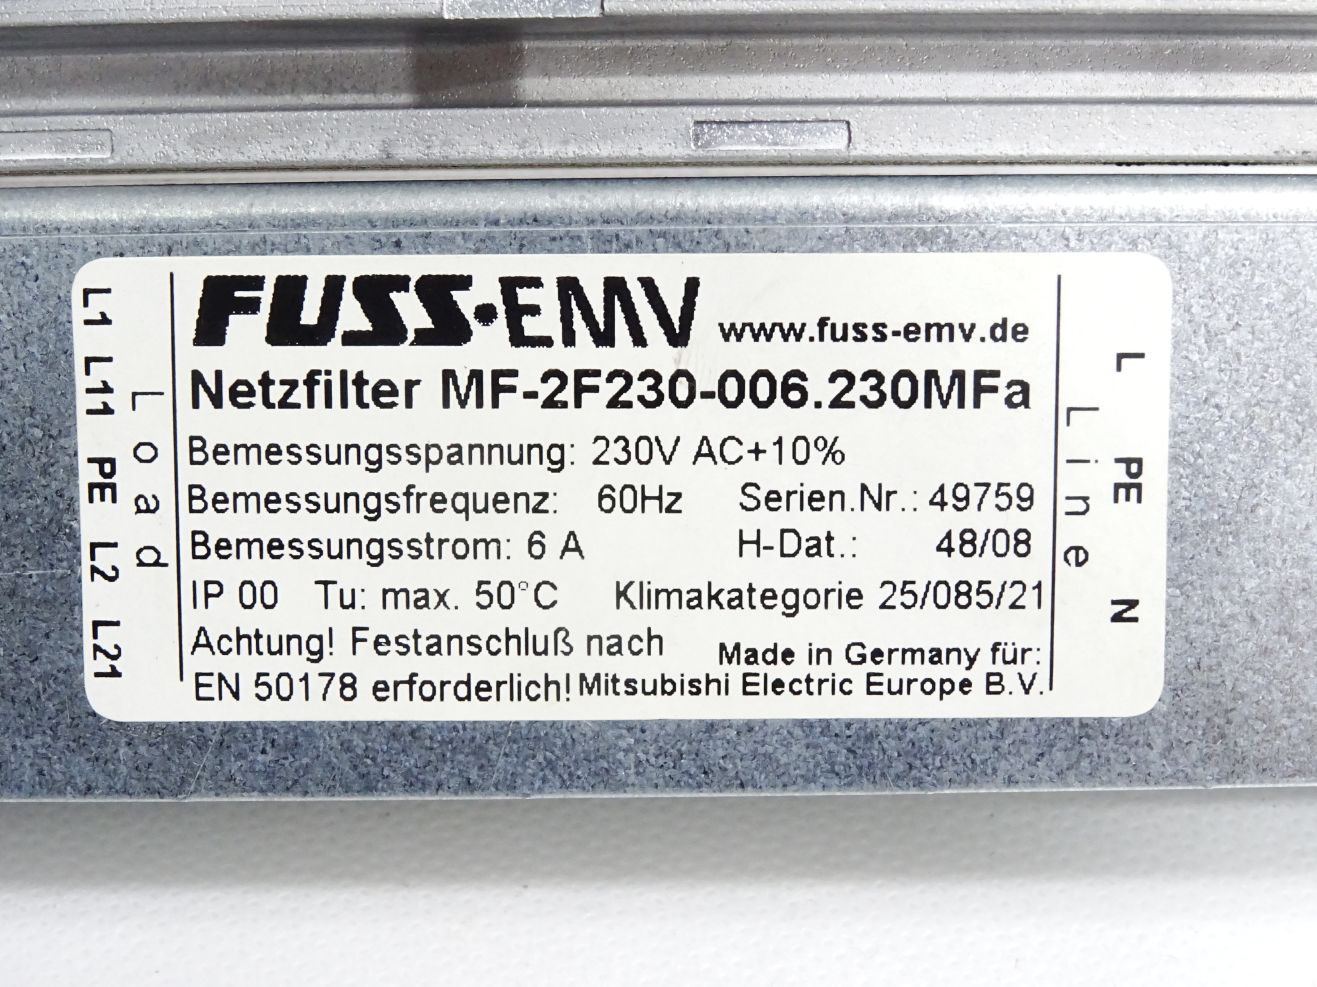 L1 L11 PE L2 L21
Load
FUSS·EMV www.fuss-emv.de
Netzfilter MF-2F230-006.230MFa
Bemessungsspannung: 230V AC+10%
Bemessungsfrequenz: 60Hz Serien.Nr.: 49759
Bemessungsstrom: 6 A H-Dat.: 48/08
IP 00 Tu: max. 50°C Klimakategorie 25/085/21
Achtung! Festanschluß nach
EN 50178 erforderlich!
Made in Germany für:
Mitsubishi Electric Europe B.V.
Line
L PE N